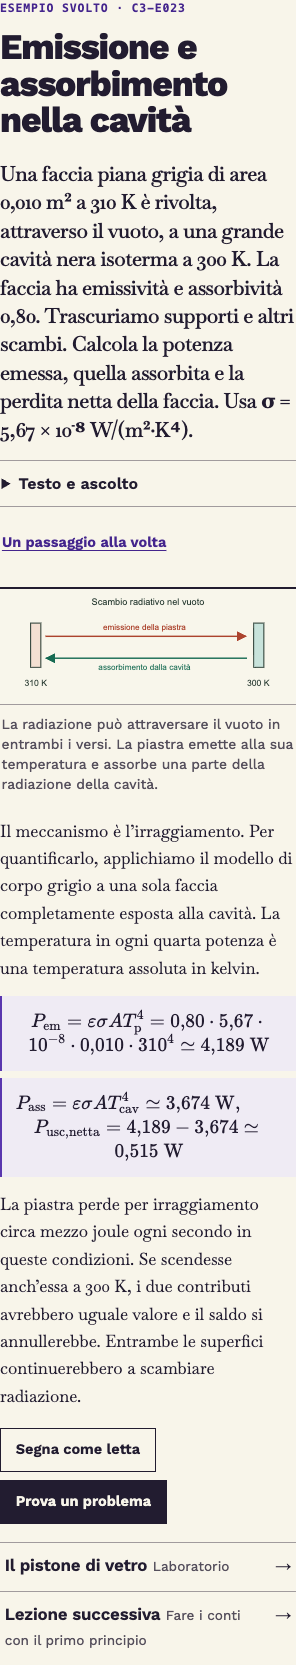 ESEMPIO SVOLTO · C3-E023
Emissione e
assorbimento
nella cavità
Una faccia piana grigia di area
0,010 m² a 310 K è rivolta,
attraverso il vuoto, a una grande
cavità nera isoterma a 300 K. La
faccia ha emissività e assorbività
0,80. Trascuriamo supporti e altri
scambi. Calcola la potenza
emessa, quella assorbita e la
perdita netta della faccia. Usa σ =
5,67 × 10⁻⁸ W/(m²·K⁴).
▶ Testo e ascolto
Un passaggio alla volta
Scambio radiativo nel vuoto
emissione della piastra
assorbimento dalla cavità
310 K 300 K
La radiazione può attraversare il vuoto in
entrambi i versi. La piastra emette alla sua
temperatura e assorbe una parte della
radiazione della cavità.
Il meccanismo è l’irraggiamento. Per
quantificarlo, applichiamo il modello di
corpo grigio a una sola faccia
completamente esposta alla cavità. La
temperatura in ogni quarta potenza è
una temperatura assoluta in kelvin.
P_em = εσAT_p⁴ = 0,80 · 5,67 ·
10⁻⁸ · 0,010 · 310⁴ ≃ 4,189 W
P_ass = εσAT_cav⁴ ≃ 3,674 W,
P_usc,netta = 4,189 − 3,674 ≃
0,515 W
La piastra perde per irraggiamento
circa mezzo joule ogni secondo in
queste condizioni. Se scendesse
anch’essa a 300 K, i due contributi
avrebbero uguale valore e il saldo si
annullerebbe. Entrambe le superfici
continuerebbero a scambiare
radiazione.
Segna come letta
Prova un problema
Il pistone di vetro Laboratorio →
Lezione successiva Fare i conti →
con il primo principio